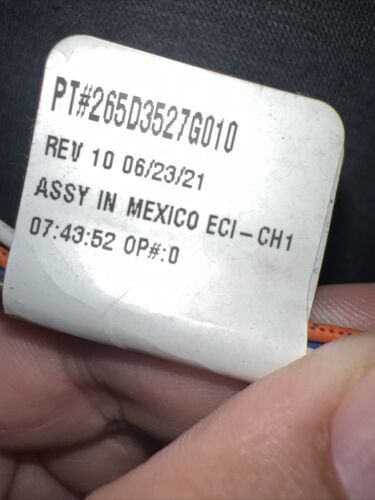 PT#265D3527G010
REV 10 06/23/21
ASSY IN MEXICO ECI-CH1
07:43:52 OP#:0